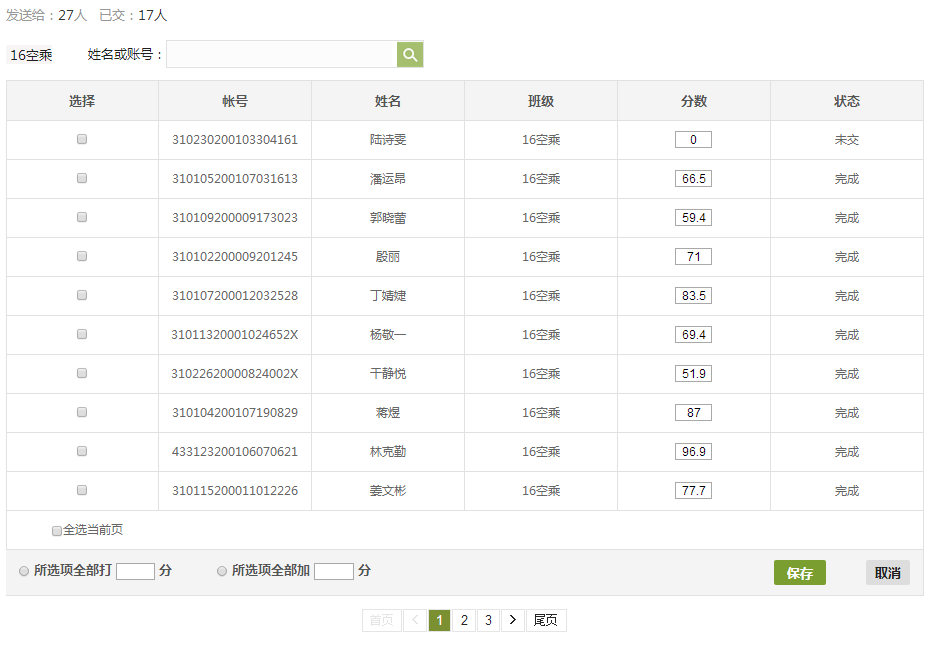 发送给：27人 已交：17人
16空乘 姓名或账号：
选择 帐号 姓名 班级 分数 状态
310230200103304161 陆诗雯 16空乘 0 未交
310105200107031613 潘运昂 16空乘 66.5 完成
310109200009173023 郭晓蕾 16空乘 59.4 完成
310102200009201245 殷丽 16空乘 71 完成
310107200012032528 丁婧婕 16空乘 83.5 完成
31011320001024652X 杨敬一 16空乘 69.4 完成
31022620000824002X 干静悦 16空乘 51.9 完成
310104200107190829 蒋煜 16空乘 87 完成
433123200106070621 林克勤 16空乘 96.9 完成
310115200011012226 姜文彬 16空乘 77.7 完成
全选当前页
所选项全部打 分 所选项全部加 分 保存 取消
首页 < 1 2 3 > 尾页